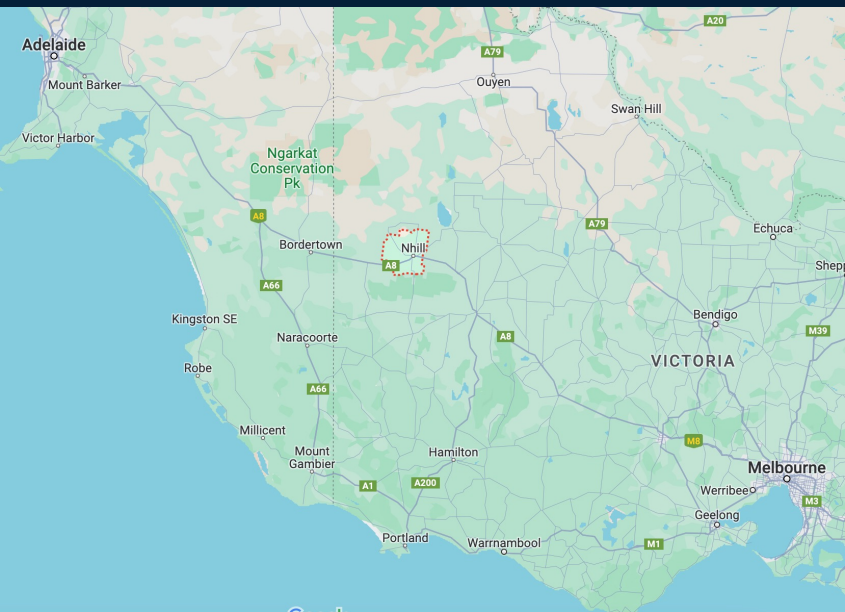 A20
Adelaide
A79
Ouyen
Mount Barker
Swan Hill
Victor Harbor
Ngarkat
Conservation
Pk
A8
A79
Echuca
Bordertown
Nhill
A8
Shepp
A66
Kingston SE
Bendigo
M39
Naracoorte
A8
VICTORIA
Robe
A66
Millicent
M8
Mount
Gambier
Hamilton
Melbourne
A1
A200
Werribee
M3
Geelong
Portland
Warrnambool
M1